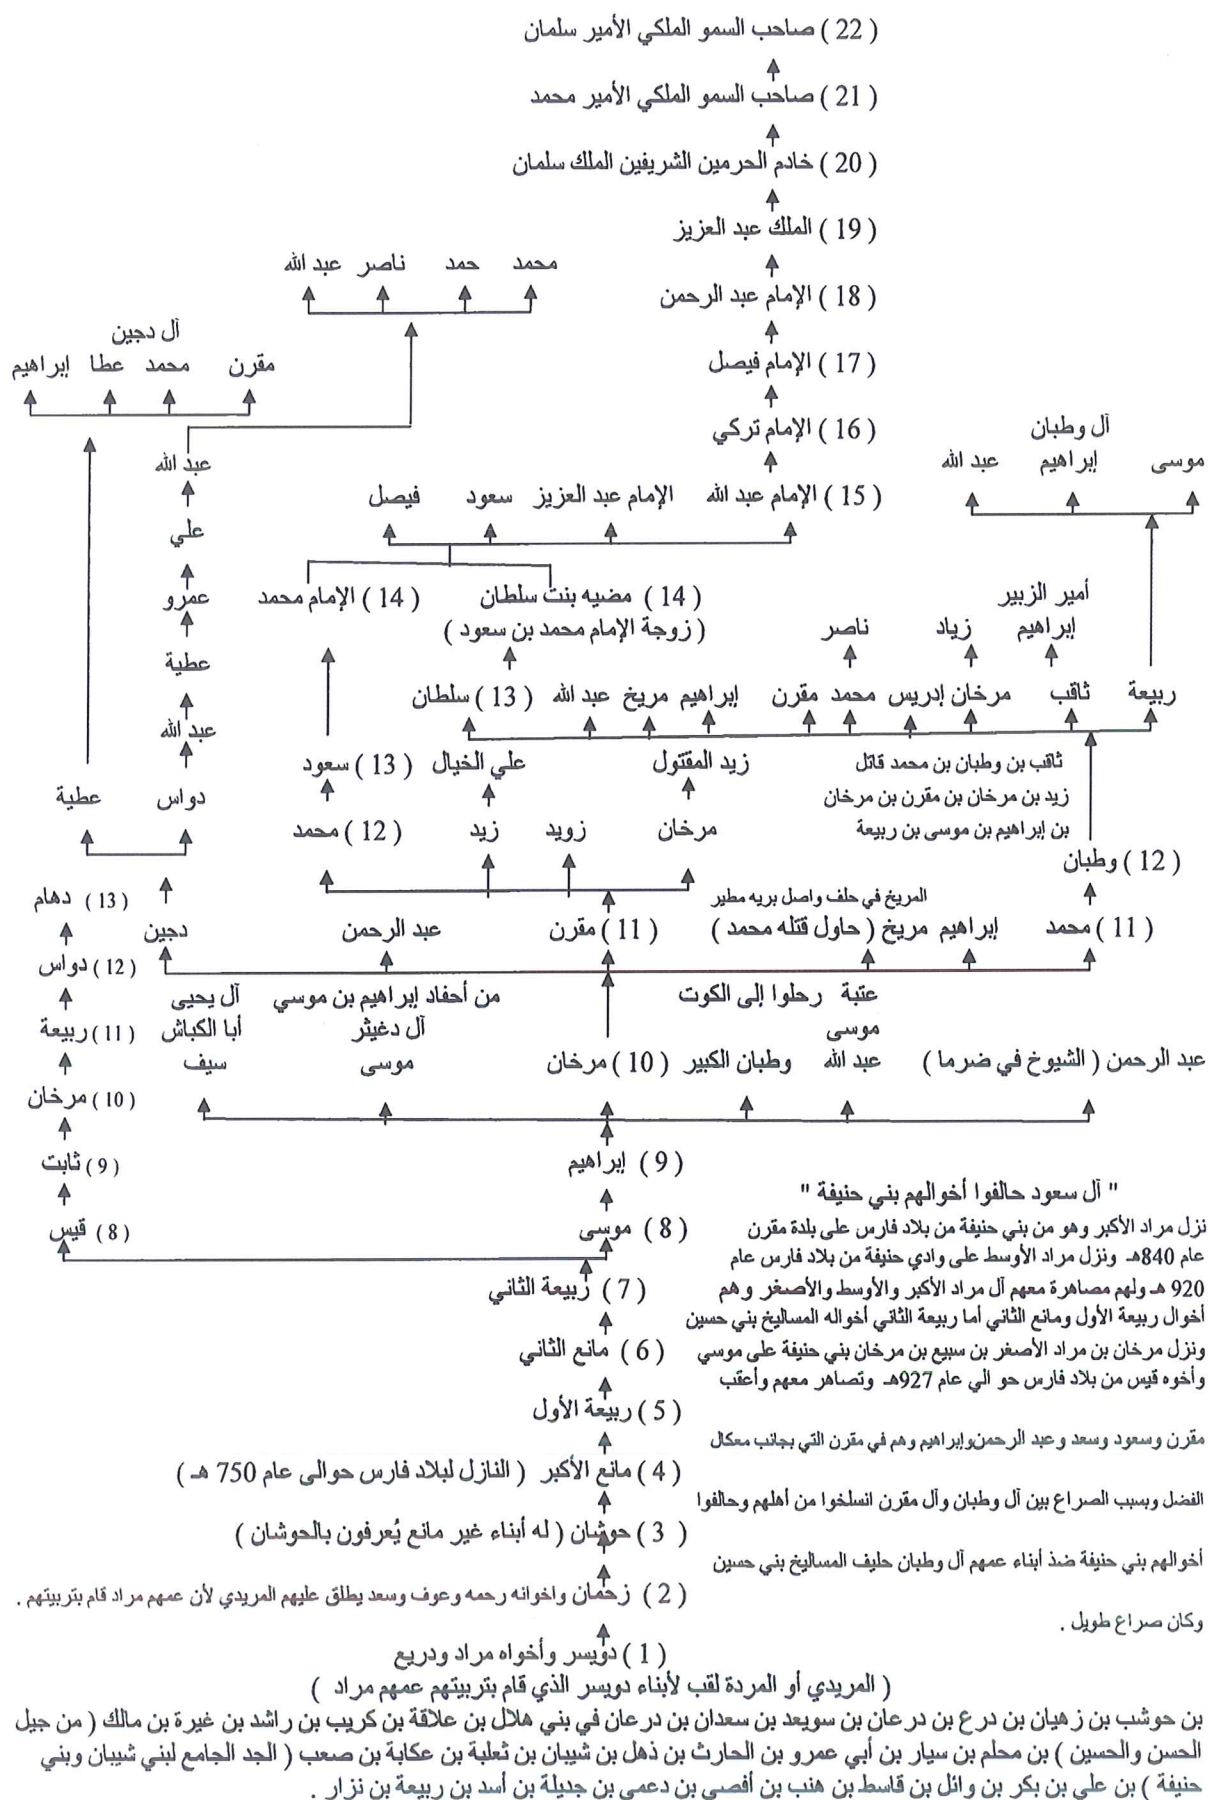 ( 22 ) صاحب السمو الملكي الأمير سلمان
( 21 ) صاحب السمو الملكي الأمير محمد
( 20 ) خادم الحرمين الشريفين الملك سلمان
( 19 ) الملك عبد العزيز
محمد حمد ناصر عبد الله
( 18 ) الإمام عبد الرحمن
آل دجين
( 17 ) الإمام فيصل
مقرن محمد عطا إبراهيم
( 16 ) الإمام تركي
آل وطبان
موسى إبراهيم عبد الله
عبد الله
( 15 ) الإمام عبد الله الإمام عبد العزيز سعود فيصل
علي
أمير الزبير
( 14 ) مضيه بنت سلطان ( 14 ) الإمام محمد
عمرو
إبراهيم زياد ناصر
( زوجة الإمام محمد بن سعود )
عطية
ربيعة ثاقب مرخان إدريس محمد مقرن إبراهيم مريخ عبد الله ( 13 ) سلطان
عبد الله
ثاقب بن وطبان بن محمد قاتل
زيد المقتول علي الخيال ( 13 ) سعود
زيد بن مرخان بن مقرن بن مرخان
دواس عطية
بن إبراهيم بن موسى بن ربيعة
مرخان زويد زيد ( 12 ) محمد
( 12 ) وطبان
المريخ في حلف واصل بريه مطير
( 13 ) دهام
( 11 ) محمد إبراهيم مريخ ( حاول قتله محمد ) ( 11 ) مقرن عبد الرحمن دجين
( 12 ) دواس
عتبة رحلوا إلى الكوت من أحفاد إبراهيم بن موسي آل يحيى
موسى آل دغيثر أبا الكباش
( 11 ) ربيعة
عبد الرحمن ( الشيوخ في ضرما ) عبد الله وطبان الكبير ( 10 ) مرخان موسى سيف
( 10 ) مرخان
( 9 ) إبراهيم ( 9 ) ثابت
" آل سعود حالفوا أخوالهم بني حنيفة "
( 8 ) موسى ( 8 ) قيس
نزل مراد الأكبر وهو من بني حنيفة من بلاد فارس على بلدة مقرن
عام 840هـ ونزل مراد الأوسط على وادي حنيفة من بلاد فارس عام
( 7 ) ربيعة الثاني
920 هـ ولهم مصاهرة معهم آل مراد الأكبر والأوسط والأصغر و هم
أخوال ربيعة الأول ومانع الثاني أما ربيعة الثاني أخواله المساليخ بني حسين
( 6 ) مانع الثاني
ونزل مرخان بن مراد الأصغر بن سبيع بن مرخان بني حنيفة على موسي
وأخوه قيس من بلاد فارس حو الي عام 927هـ وتصاهر معهم وأعقب
( 5 ) ربيعة الأول
مقرن وسعود وسعد وعبد الرحمن وإبراهيم وهم في مقرن التي بجانب معكال
( 4 ) مانع الأكبر ( النازل لبلاد فارس حوالى عام 750 هـ )
الفضل وبسبب الصراع بين آل وطبان وآل مقرن انسلخوا من أهلهم وحالفوا
( 3 ) حوشان ( له أبناء غير مانع يُعرفون بالحوشان )
أخوالهم بني حنيفة ضذ أبناء عمهم آل وطبان حليف المساليخ بني حسين
( 2 ) زحمان واخوانه رحمه وعوف وسعد يطلق عليهم المريدي لأن عمهم مراد قام بتربيتهم .
وكان صراع طويل .
( 1 ) دويسر وأخواه مراد ودريع
( المريدي أو المردة لقب لأبناء دويسر الذي قام بتربيتهم عمهم مراد )
بن حوشب بن زهيان بن درع بن درعان بن سويعد بن سعدان بن درعان في بني هلال بن علاقة بن كريب بن راشد بن غيرة بن مالك ( من جيل
الحسن والحسين ) بن محلم بن سيار بن أبي عمرو بن الحارث بن ذهل بن شيبان بن ثعلبة بن عكابة بن صعب ( الجد الجامع لبني شيبان وبني
حنيفة ) بن علي بن بكر بن وائل بن قاسط بن هنب بن أفصي بن دعمي بن جديلة بن أسد بن ربيعة بن نزار .